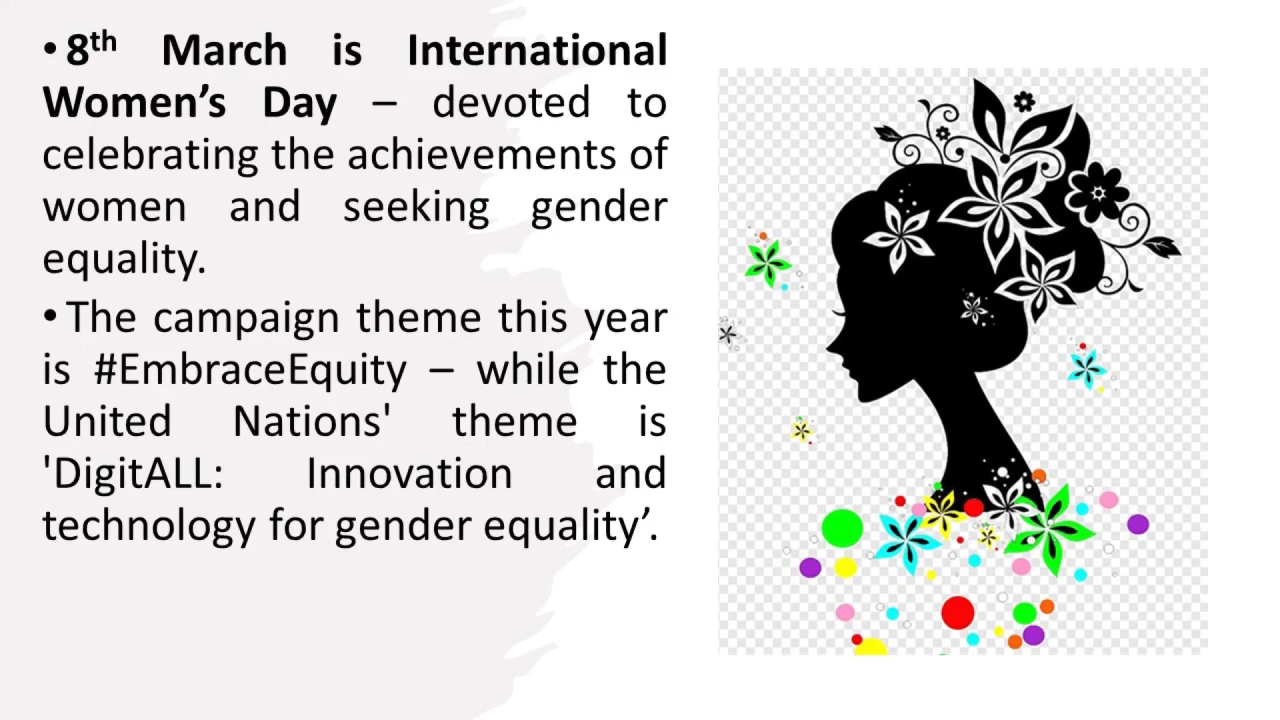 •8th March is International
Women’s Day – devoted to
celebrating the achievements of
women and seeking gender
equality.
•The campaign theme this year
is #EmbraceEquity – while the
United Nations' theme is
'DigitALL: Innovation and
technology for gender equality’.